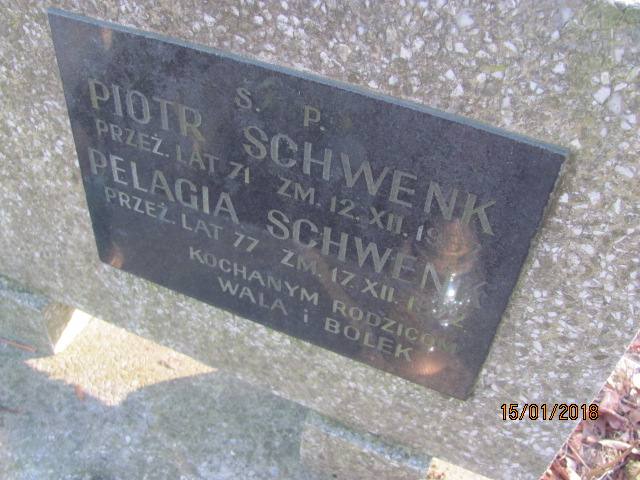 Ś. P.
PIOTR SCHWENK
PRZEŻ. LAT 71 ZM. 12.XII.
PELAGIA SCHWENK
PRZEŻ. LAT 77 ZM. 17.XII.
KOCHANYM RODZICOM
WALA i BOLEK
15/01/2018